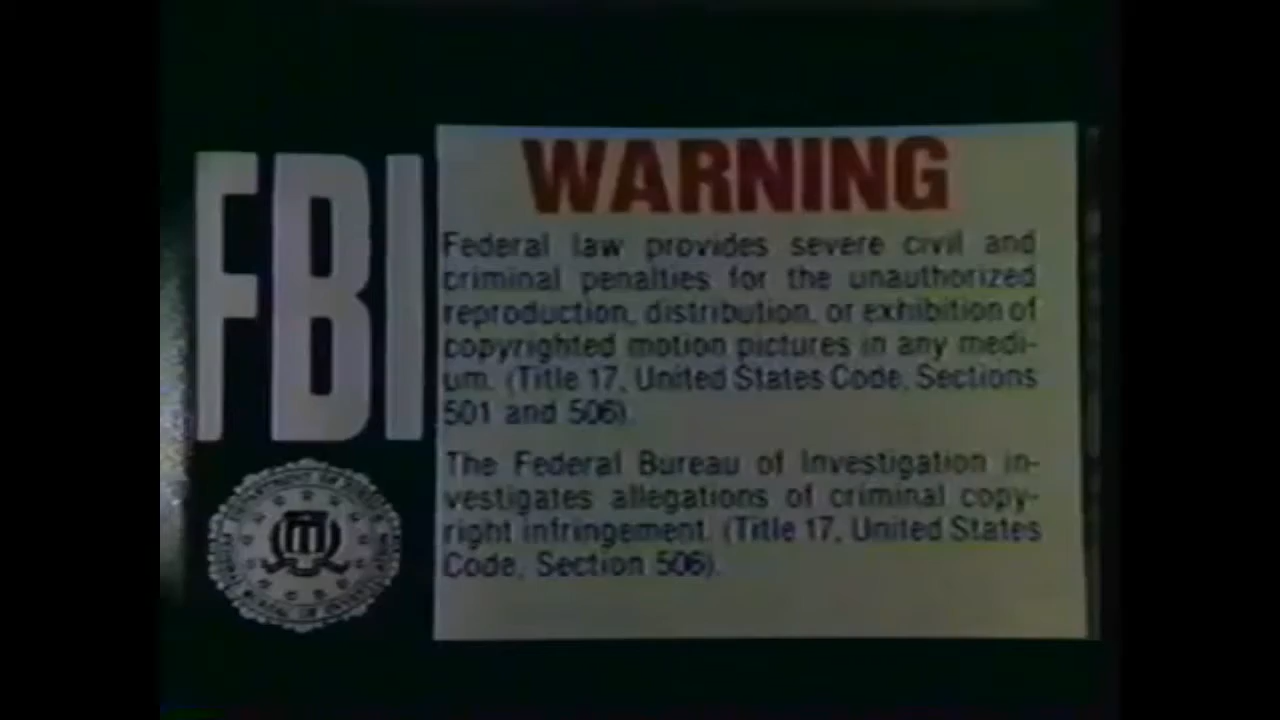 FBI
WARNING
Federal law provides severe civil and
criminal penalties for the unauthorized
reproduction, distribution, or exhibition of
copyrighted motion pictures in any medi-
um. (Title 17, United States Code, Sections
501 and 506).
The Federal Bureau of Investigation in-
vestigates allegations of criminal copy-
right infringement. (Title 17, United States
Code, Section 506).